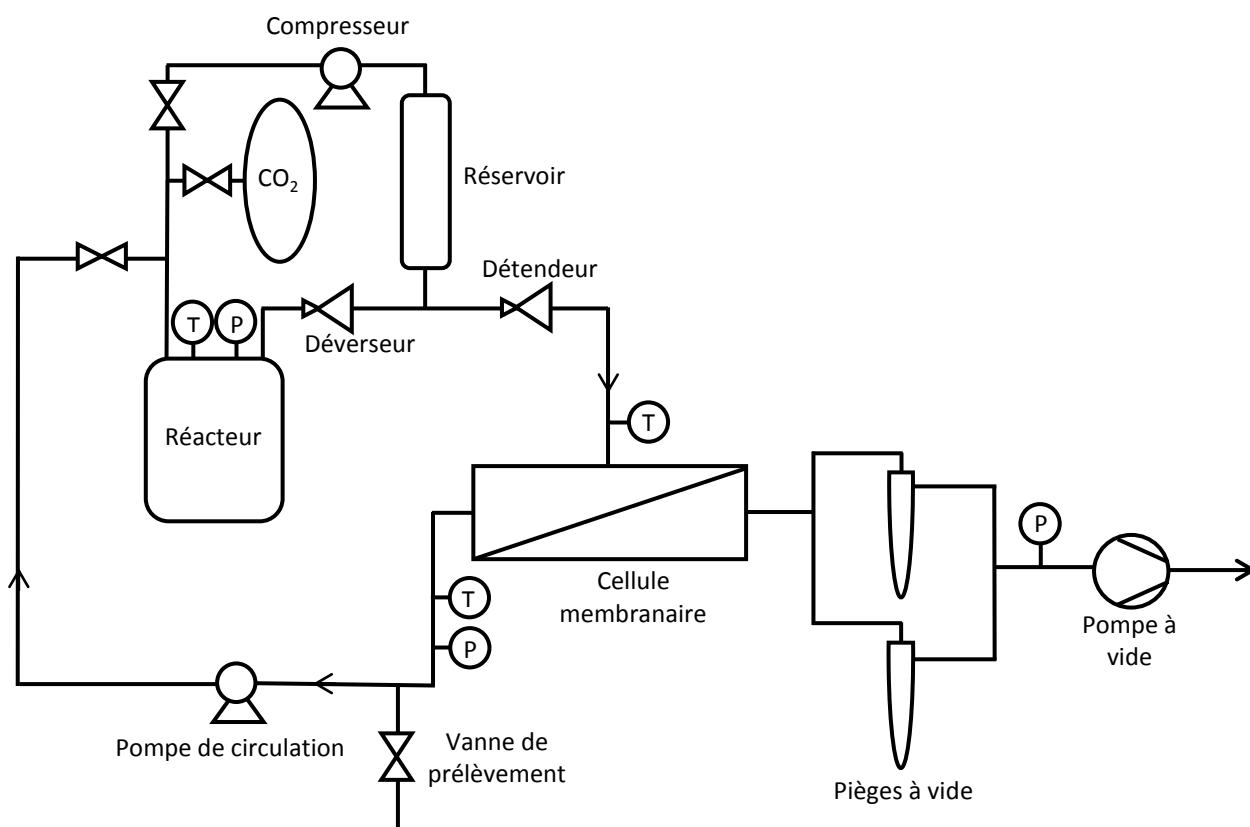 Compresseur
CO₂
Réservoir
Détendeur
T
P
Déverseur
T
Réacteur
P
T
Cellule
membranaire
P
Pompe à
vide
Pompe de circulation
Vanne de
prélèvement
Pièges à vide